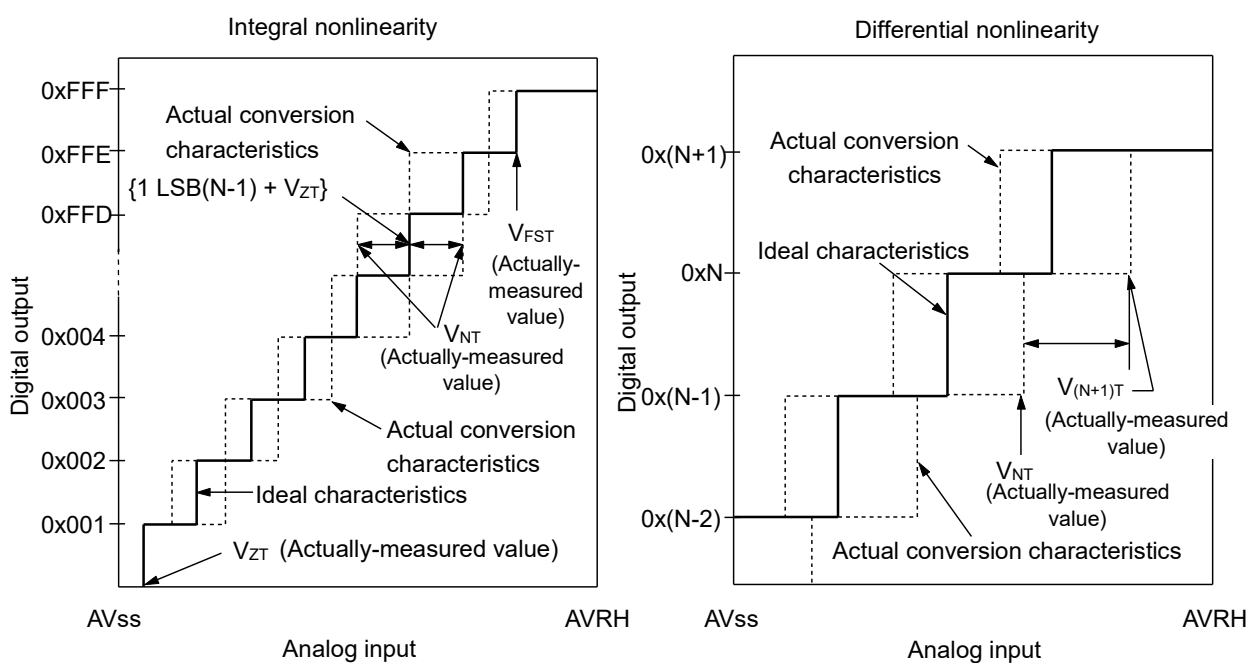 Integral nonlinearity
0xFFF
Actual conversion
characteristics
0xFFE
{1 LSB(N-1) + VZT}
0xFFD
VFST
(Actually-
measured
value)
VNT
(Actually-measured
value)
0x004
0x003
Actual conversion
characteristics
0x002
Ideal characteristics
0x001
VZT (Actually-measured value)
Digital output
AVss
AVRH
Analog input
Differential nonlinearity
0x(N+1)
Actual conversion
characteristics
Ideal characteristics
0xN
V(N+1)T
(Actually-measured
value)
0x(N-1)
VNT
(Actually-measured
value)
0x(N-2)
Actual conversion characteristics
Digital output
AVss
AVRH
Analog input